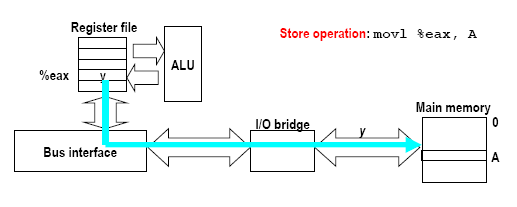 Register file
Store operation: movl %eax, A
ALU
%eax
y
I/O bridge
Main memory
y
0
Bus interface
A